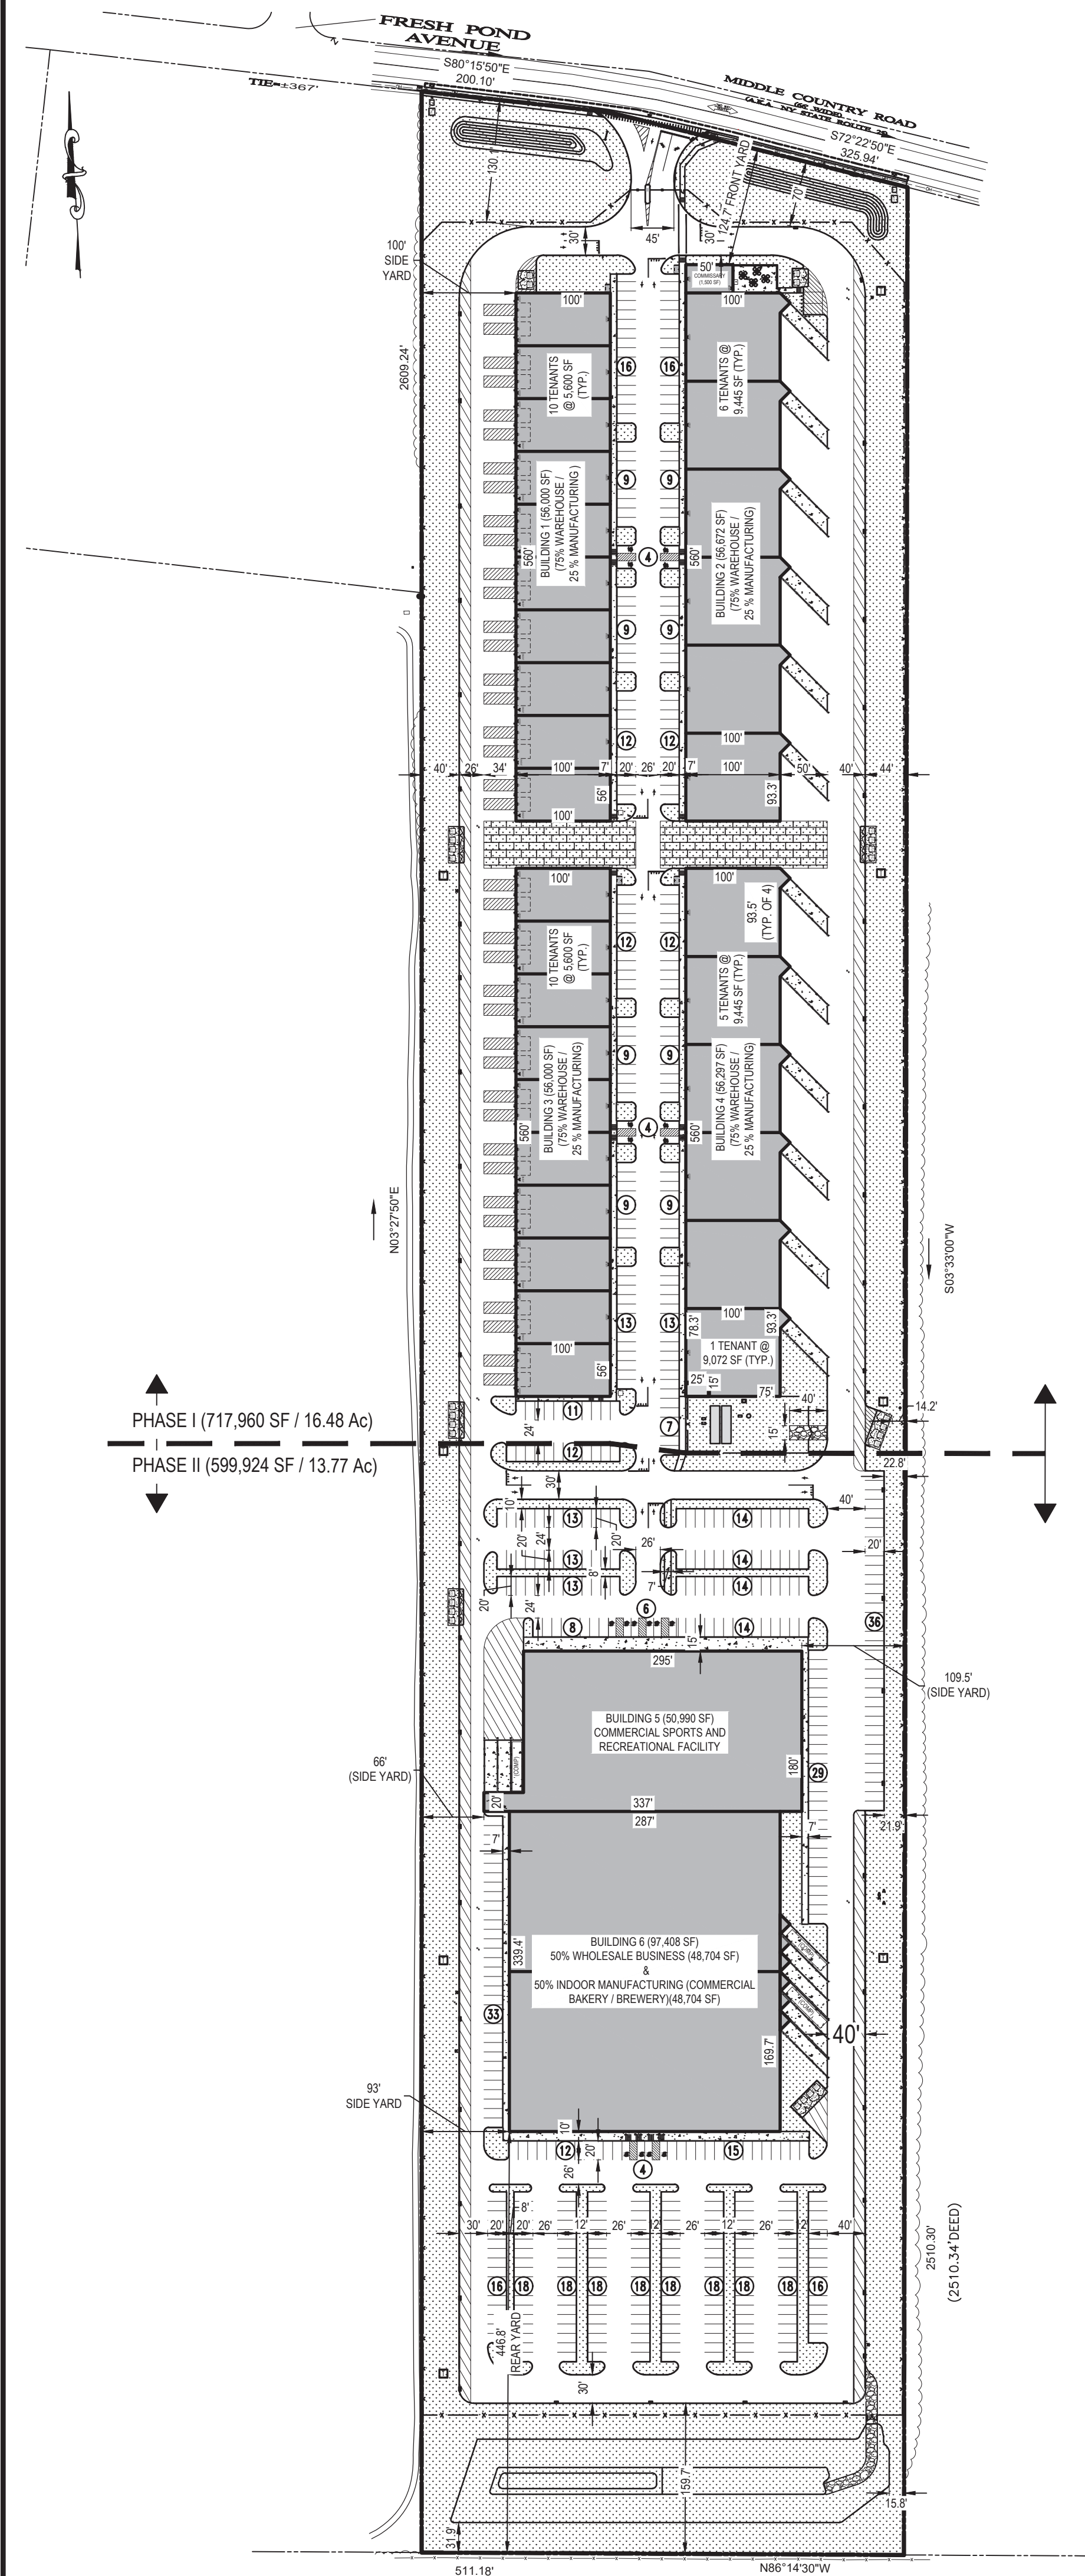 FRESH POND
AVENUE
S80°15'50"E
200.10'
TIE=±367'
MIDDLE COUNTRY ROAD
(66' WIDE)
(A.K.A. NY STATE ROUTE 25)
S72°22'50"E
325.94'
130.1'
124.7' FRONT YARD
70'
30'
45'
30'
100'
SIDE
YARD
50'
COMMISSARY
(1,500 SF)
100'
100'
2609.24'
16
16
10 TENANTS
@ 5,600 SF
(TYP.)
6 TENANTS @
9,445 SF (TYP.)
9
9
BUILDING 1 (56,000 SF)
(75% WAREHOUSE /
25 % MANUFACTURING )
BUILDING 2 (56,672 SF)
(75% WAREHOUSE /
25 % MANUFACTURING)
560'
4
560'
9
9
12
12
100'
40'
26'
34'
100'
7'
20'
26'
20'
7'
100'
50'
40'
44'
56'
93.3'
100'
100'
100'
93.5'
(TYP. OF 4)
12
12
10 TENANTS
@ 5,600 SF
(TYP.)
5 TENANTS @
9,445 SF (TYP.)
9
9
BUILDING 3 (56,000 SF)
(75% WAREHOUSE /
25 % MANUFACTURING)
BUILDING 4 (56,297 SF)
(75% WAREHOUSE /
25 % MANUFACTURING)
560'
4
560'
N03°27'50"E
9
9
S03°33'00"W
13
13
100'
78.3'
93.3'
100'
1 TENANT @
9,072 SF (TYP.)
56'
25'
15'
75'
40'
14.2'
11
24'
7
15'
PHASE I (717,960 SF / 16.48 Ac)
PHASE II (599,924 SF / 13.77 Ac)
12
22.8'
30'
10'
40'
13
14
20'
24'
20'
26'
20'
13
14
8'
13
14
7'
20'
24'
6
8
14
36
15'
295'
109.5'
(SIDE YARD)
BUILDING 5 (50,990 SF)
COMMERCIAL SPORTS AND
RECREATIONAL FACILITY
66'
(SIDE YARD)
(COMP)
180'
29
20'
337'
287'
7'
7'
21.9'
BUILDING 6 (97,408 SF)
50% WHOLESALE BUSINESS (48,704 SF)
&
50% INDOOR MANUFACTURING (COMMERCIAL
BAKERY / BREWERY)(48,704 SF)
339.4'
33
(COMP)
40'
169.7'
93'
SIDE YARD
10'
12
20'
15
26'
4
8'
30'
20'
20'
26'
12'
26'
12'
26'
12'
26'
12'
40'
2510.30'
(2510.34'DEED)
16
18
18
18
18
18
18
18
18
16
446.8'
REAR YARD
30'
159.7'
15.8'
31.9'
511.18'
N86°14'30"W